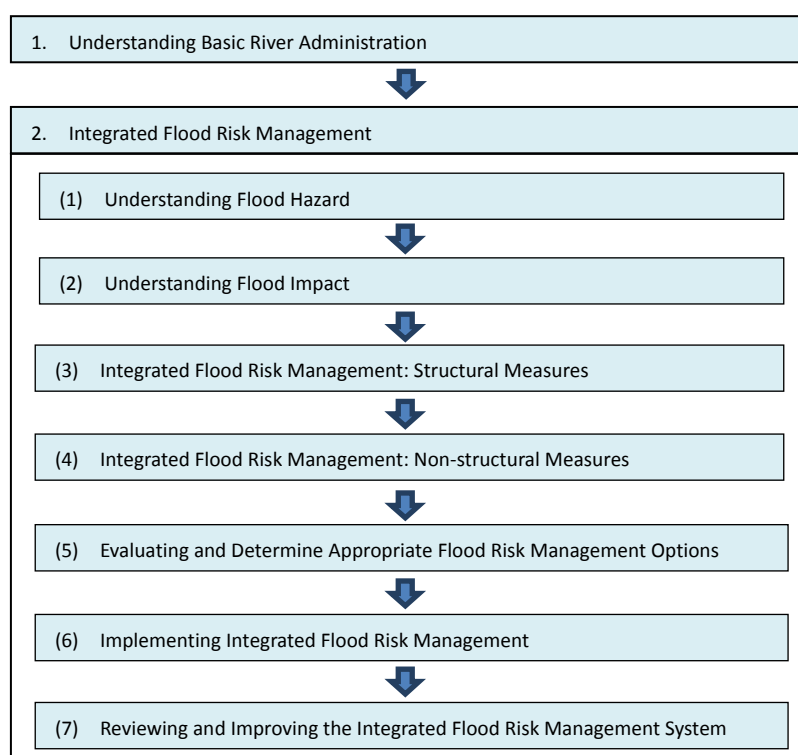 1. Understanding Basic River Administration
2. Integrated Flood Risk Management
(1) Understanding Flood Hazard
(2) Understanding Flood Impact
(3) Integrated Flood Risk Management: Structural Measures
(4) Integrated Flood Risk Management: Non-structural Measures
(5) Evaluating and Determine Appropriate Flood Risk Management Options
(6) Implementing Integrated Flood Risk Management
(7) Reviewing and Improving the Integrated Flood Risk Management System